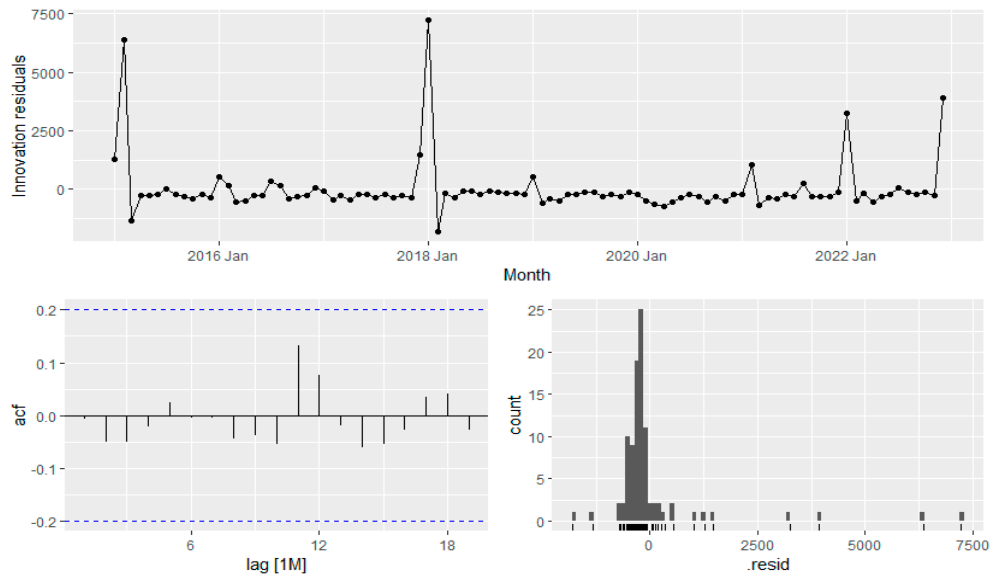 7500
5000
2500
0
Innovation residuals
2016 Jan
2018 Jan
2020 Jan
2022 Jan
Month
0.2
0.1
0.0
-0.1
-0.2
acf
6
12
18
lag [1M]
25
20
15
10
5
0
count
0
2500
5000
7500
.resid